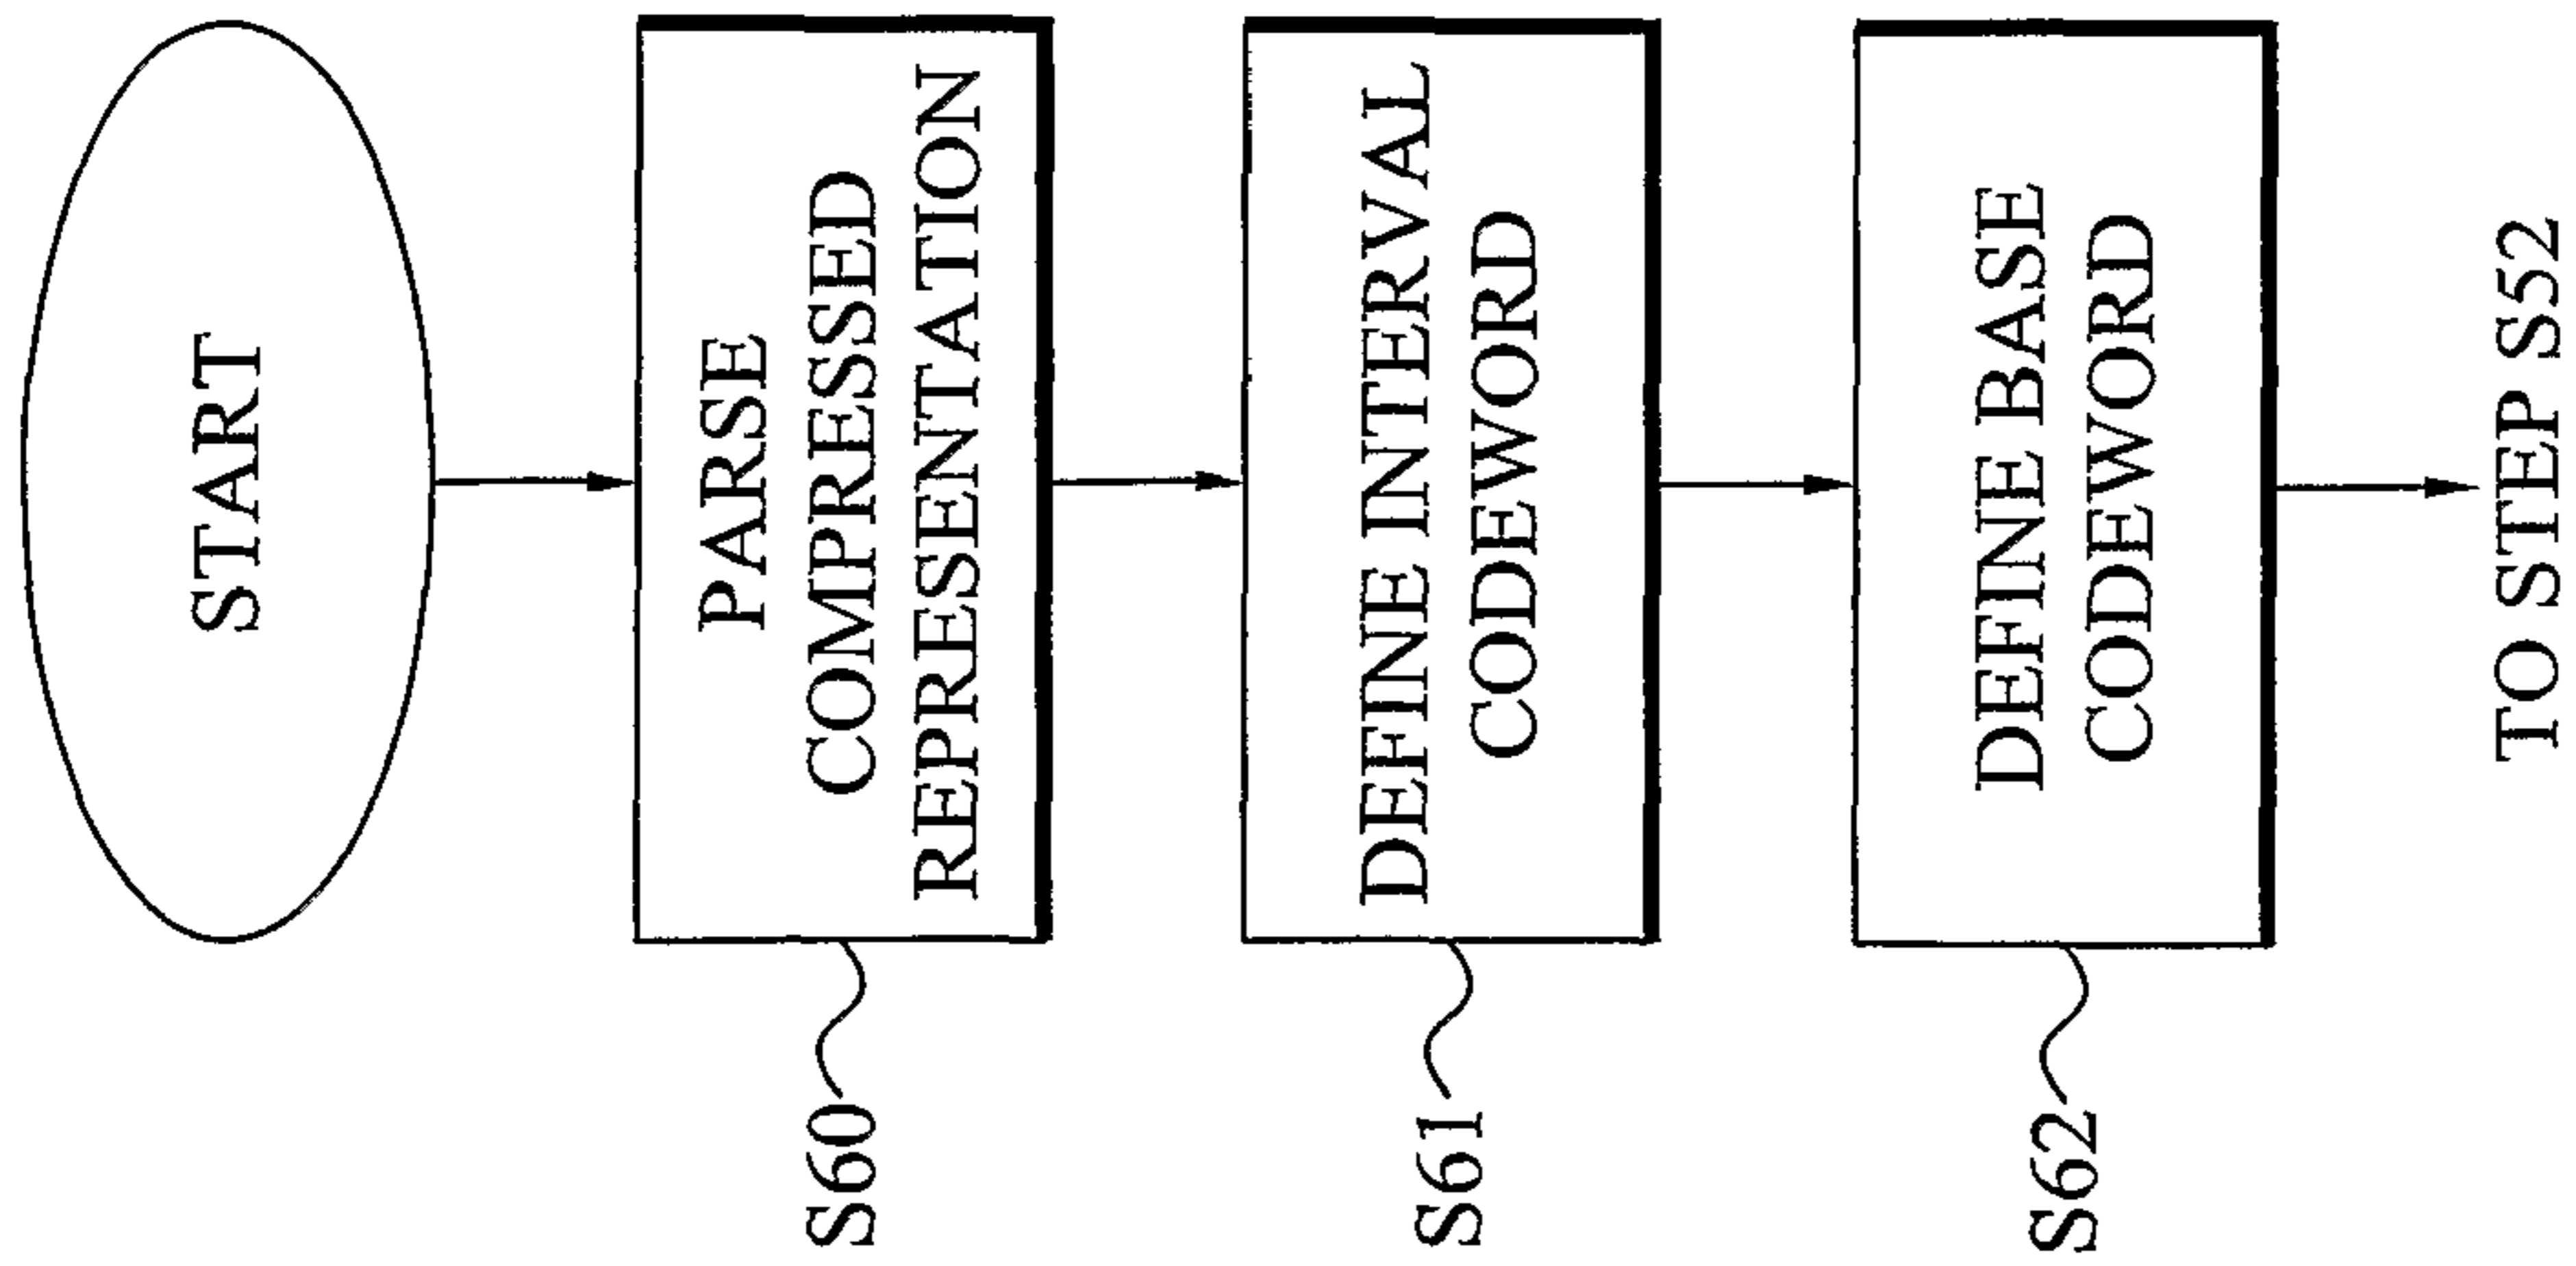 START
PARSE
COMPRESSED
REPRESENTATION
S60
DEFINE INTERVAL
CODEWORD
S61
DEFINE BASE
CODEWORD
S62
TO STEP S52